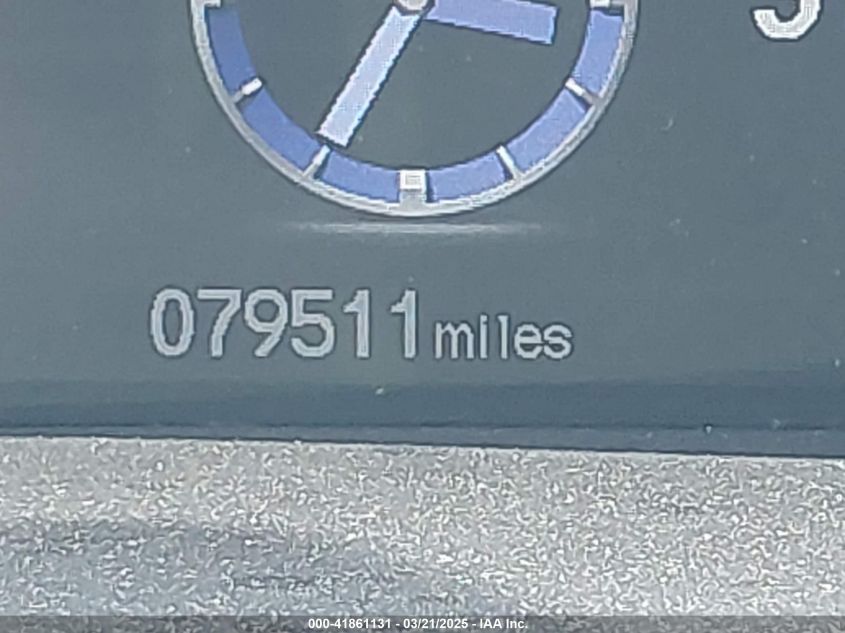 079511 miles
000-41861131 - 03/21/2025 - IAA Inc.